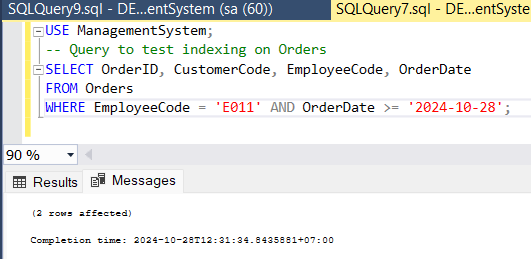 SQLQuery9.sql - DE...entSystem (sa (60))
SQLQuery7.sql - DE...entSyste
USE ManagementSystem;
-- Query to test indexing on Orders
SELECT OrderID, CustomerCode, EmployeeCode, OrderDate
FROM Orders
WHERE EmployeeCode = 'E011' AND OrderDate >= '2024-10-28';
90 %
Results
Messages
(2 rows affected)
Completion time: 2024-10-28T12:31:34.8435881+07:00